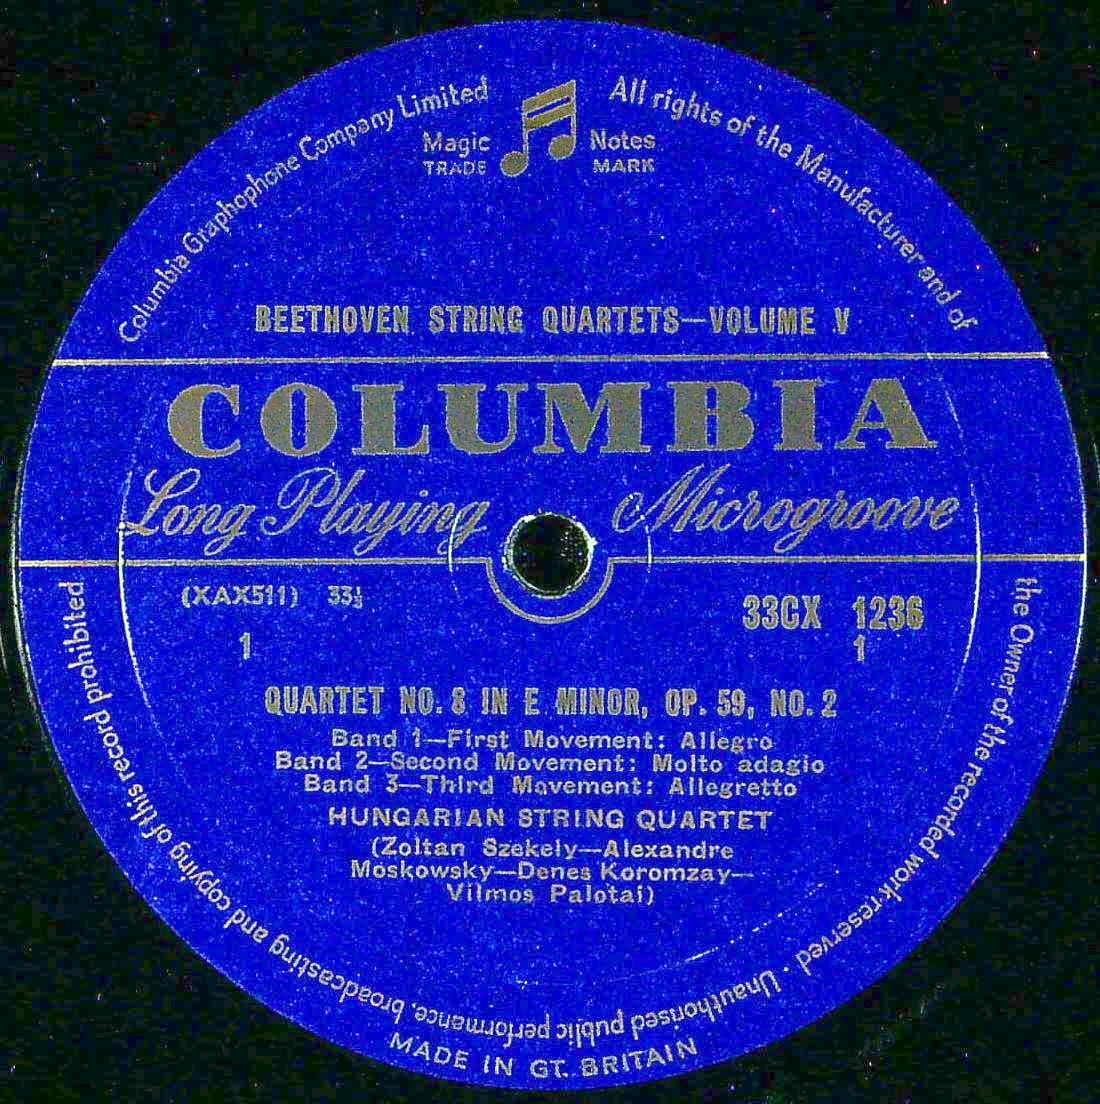 Columbia Graphophone Company Limited
All rights of the Manufacturer and of
the Owner of the recorded work reserved · Unauthorised public performance, broadcasting and copying of this record prohibited
Magic Notes
TRADE MARK
BEETHOVEN STRING QUARTETS—VOLUME V
COLUMBIA
Long Playing Microgroove
(XAX511) 33⅓ 33CX 1236
1 1
QUARTET NO. 8 IN E MINOR, OP. 59, NO. 2
Band 1—First Movement: Allegro
Band 2—Second Movement: Molto adagio
Band 3—Third Movement: Allegretto
HUNGARIAN STRING QUARTET
(Zoltan Szekely—Alexandre
Moskowsky—Denes Koromzay—
Vilmos Palotai)
MADE IN GT. BRITAIN